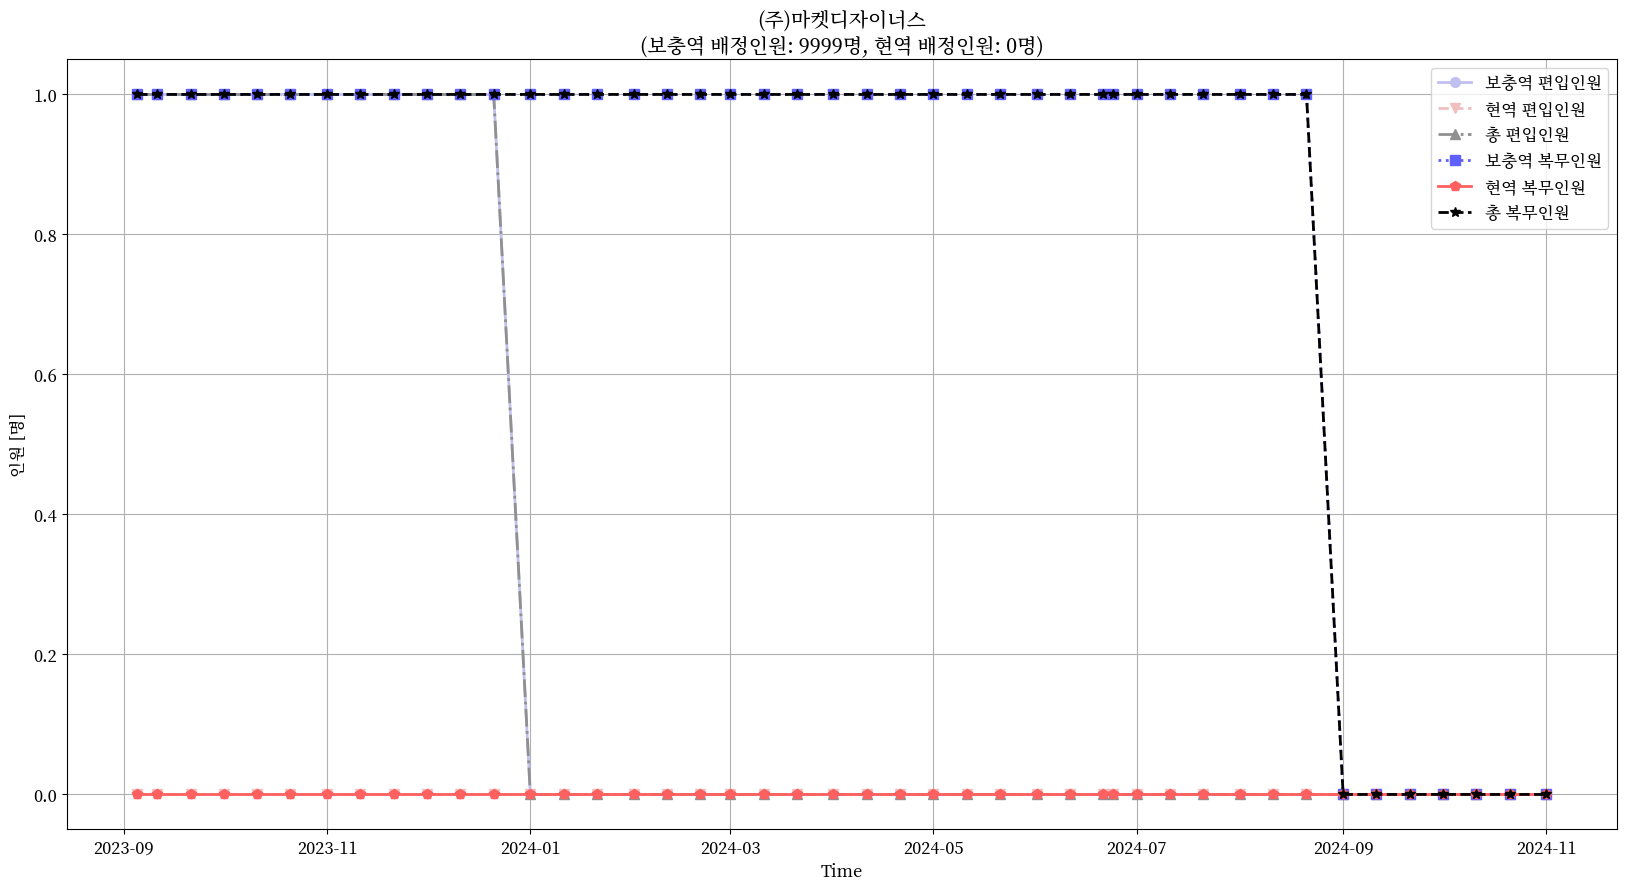 (주)마켓디자이너스
(보충역 배정인원: 9999명, 현역 배정인원: 0명)
보충역 편입인원
현역 편입인원
총 편입인원
보충역 복무인원
현역 복무인원
총 복무인원
인원 [명]
1.0
0.8
0.6
0.4
0.2
0.0
2023-09
2023-11
2024-01
2024-03
2024-05
2024-07
2024-09
2024-11
Time